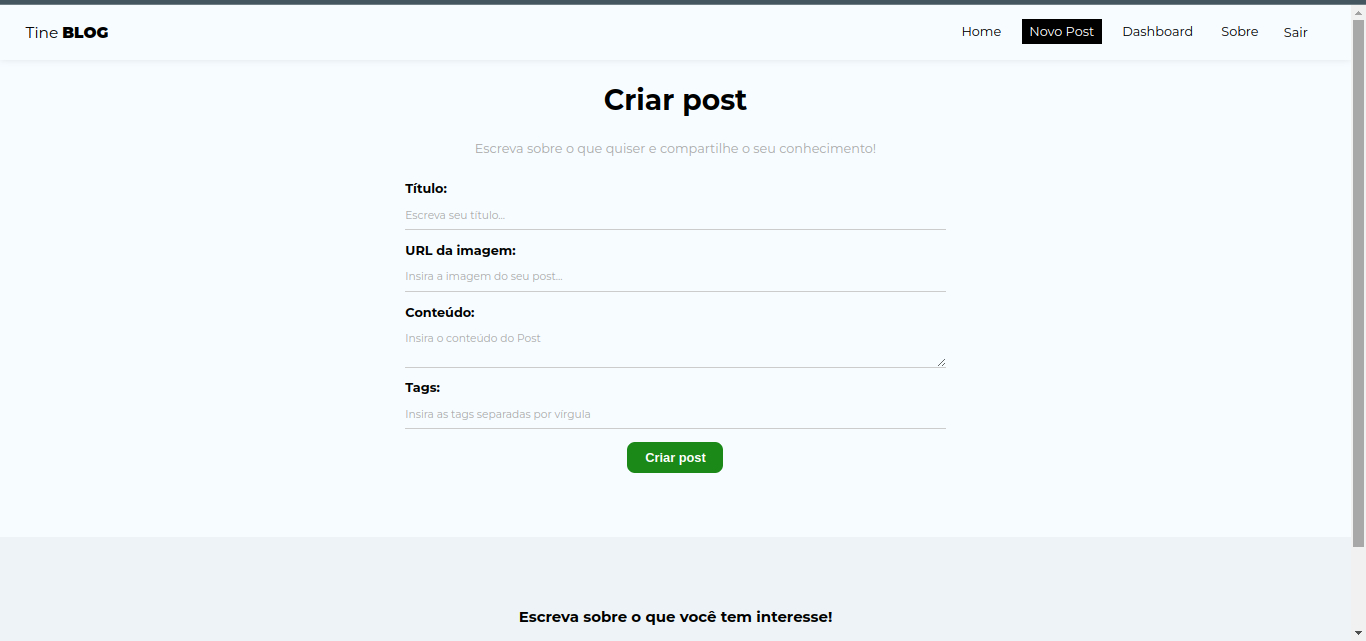 Tine BLOG
Home Novo Post Dashboard Sobre Sair
Criar post
Escreva sobre o que quiser e compartilhe o seu conhecimento!
Título:
Escreva seu título...
URL da imagem:
Insira a imagem do seu post...
Conteúdo:
Insira o conteúdo do Post
Tags:
Insira as tags separadas por vírgula
Criar post
Escreva sobre o que você tem interesse!